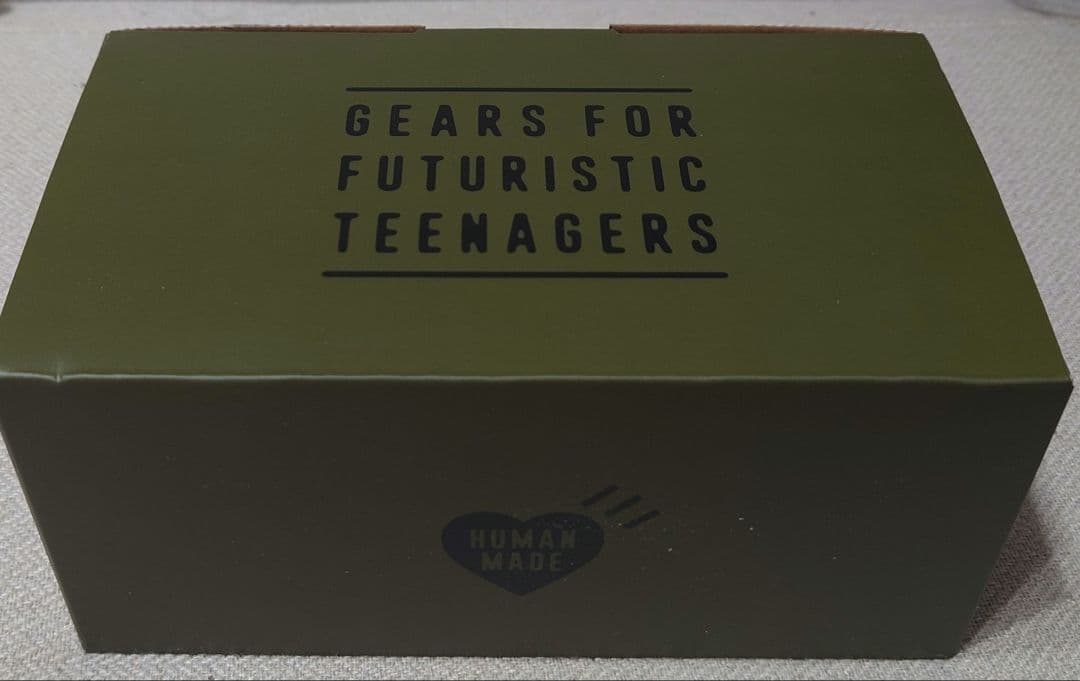 GEARS FOR
FUTURISTIC
TEENAGERS
HUMAN
MADE